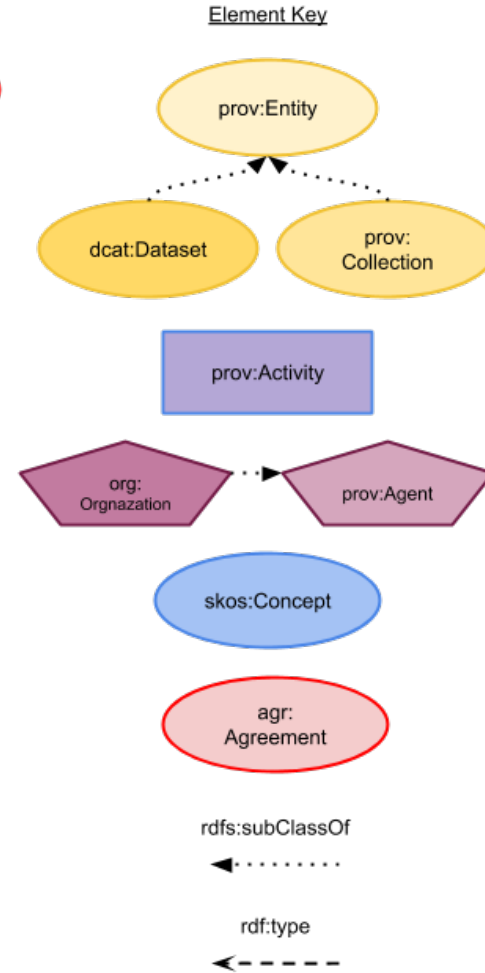 Element Key
prov:Entity
dcat:Dataset
prov:
Collection
prov:Activity
org:
Orgnazation
prov:Agent
skos:Concept
agr:
Agreement
rdfs:subClassOf
rdf:type